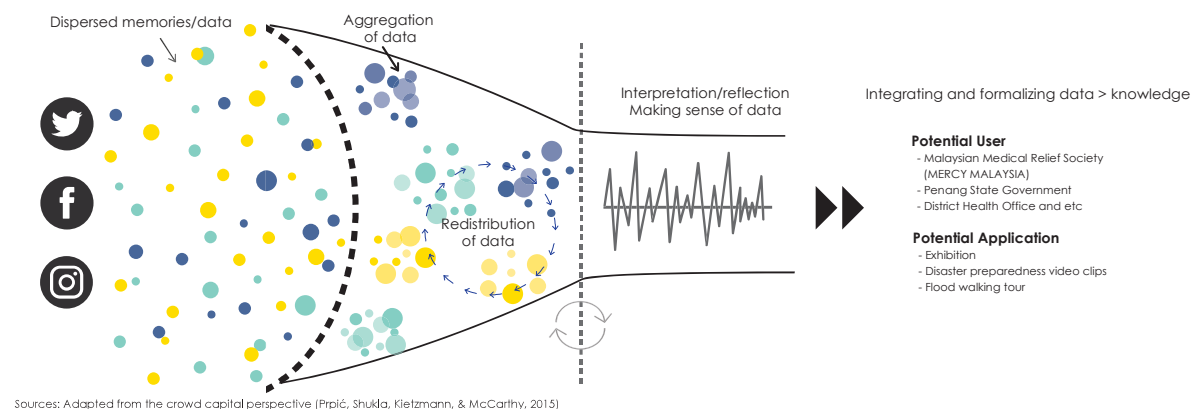 Dispersed memories/data
Aggregation
of data
Redistribution
of data
Interpretation/reflection
Making sense of data
Integrating and formalizing data > knowledge
Potential User
- Malaysian Medical Relief Society
(MERCY MALAYSIA)
- Penang State Government
- District Health Office and etc
Potential Application
- Exhibition
- Disaster preparedness video clips
- Flood walking tour
Sources: Adapted from the crowd capital perspective (Prpić, Shukla, Kietzmann, & McCarthy, 2015)